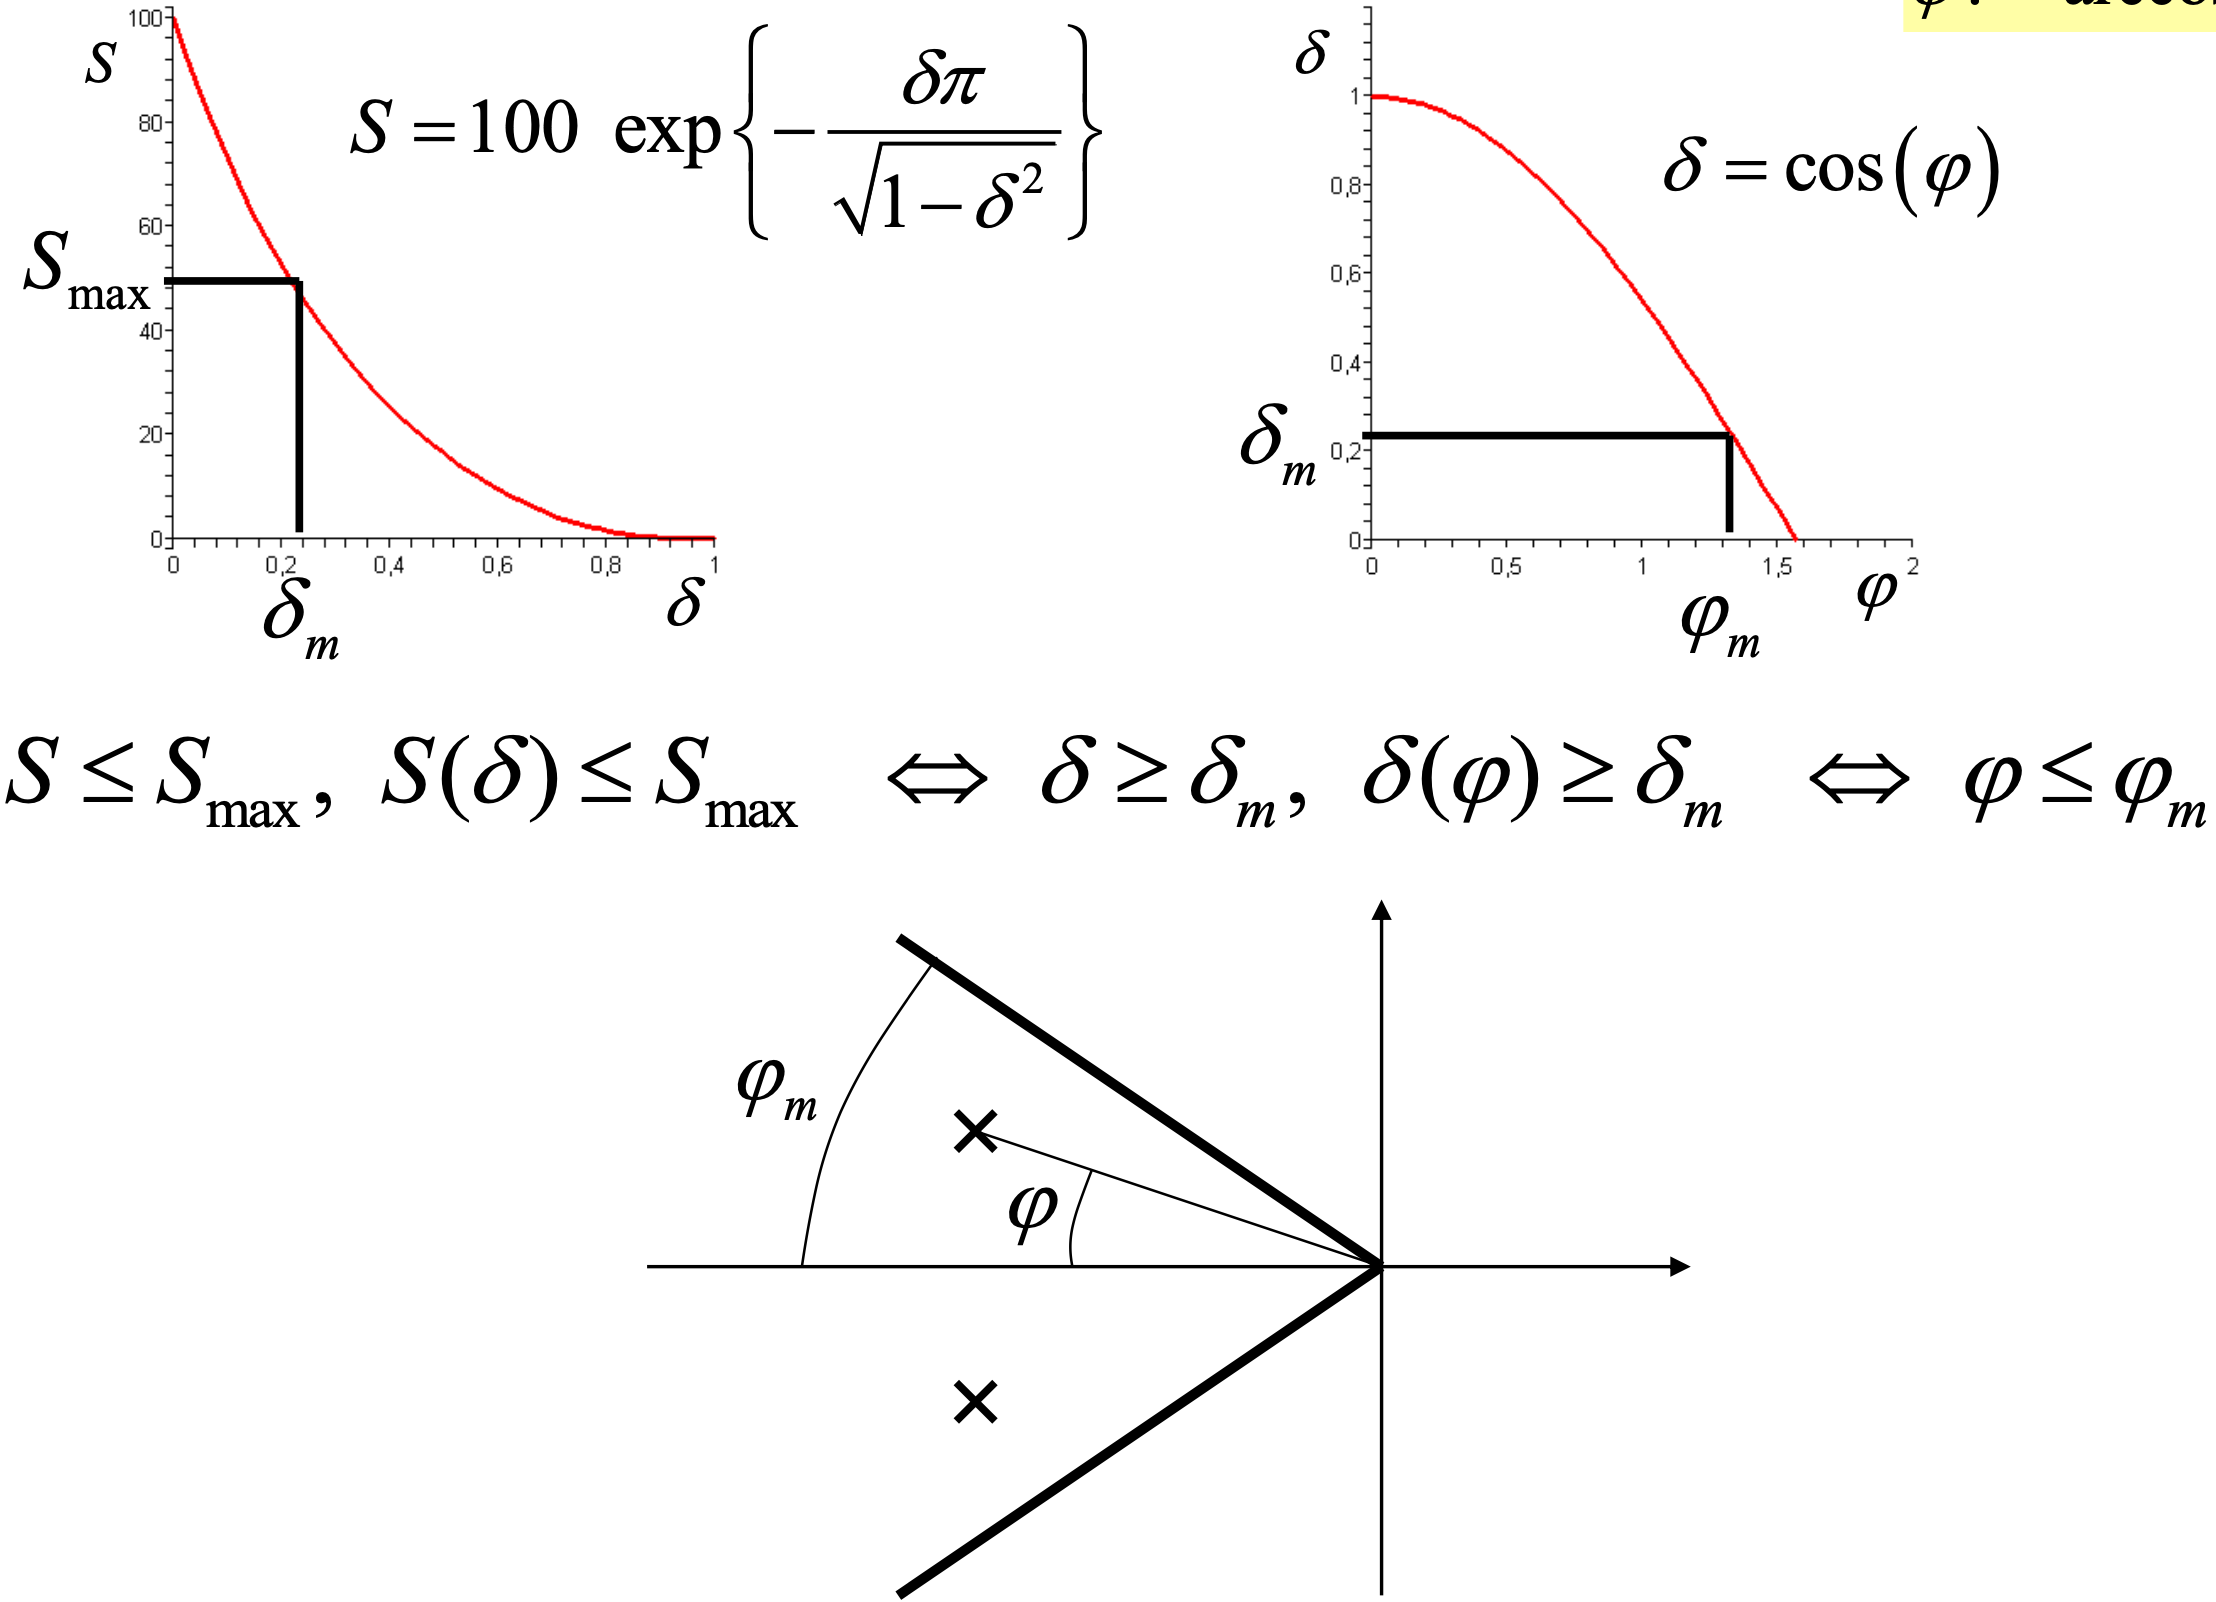 φ: arccos
S
100
80
60
40
20
0
S = 100 exp{−δπ/√(1−δ²)}
S_max
0 0,2 0,4 0,6 0,8 1
δ_m
δ
δ
1
0,8
0,6
0,4
0,2
0
δ = cos(φ)
δ_m
0 0,5 1 1,5 2
φ_m
φ
S ≤ S_max, S(δ) ≤ S_max ⇔ δ ≥ δ_m, δ(φ) ≥ δ_m ⇔ φ ≤ φ_m
φ_m
φ